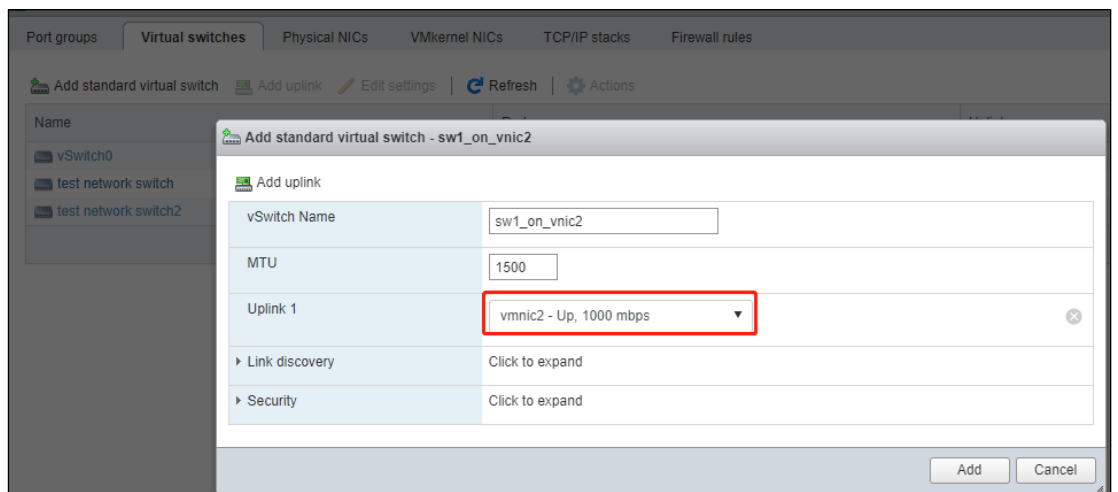 Port groups Virtual switches Physical NICs VMkernel NICs TCP/IP stacks Firewall rules
Add standard virtual switch Add uplink Edit settings Refresh Actions
Name
Add standard virtual switch - sw1_on_vnic2
vSwitch0
test network switch
test network switch2
Add uplink
vSwitch Name sw1_on_vnic2
MTU 1500
Uplink 1 vmnic2 - Up, 1000 mbps
Link discovery Click to expand
Security Click to expand
Add Cancel